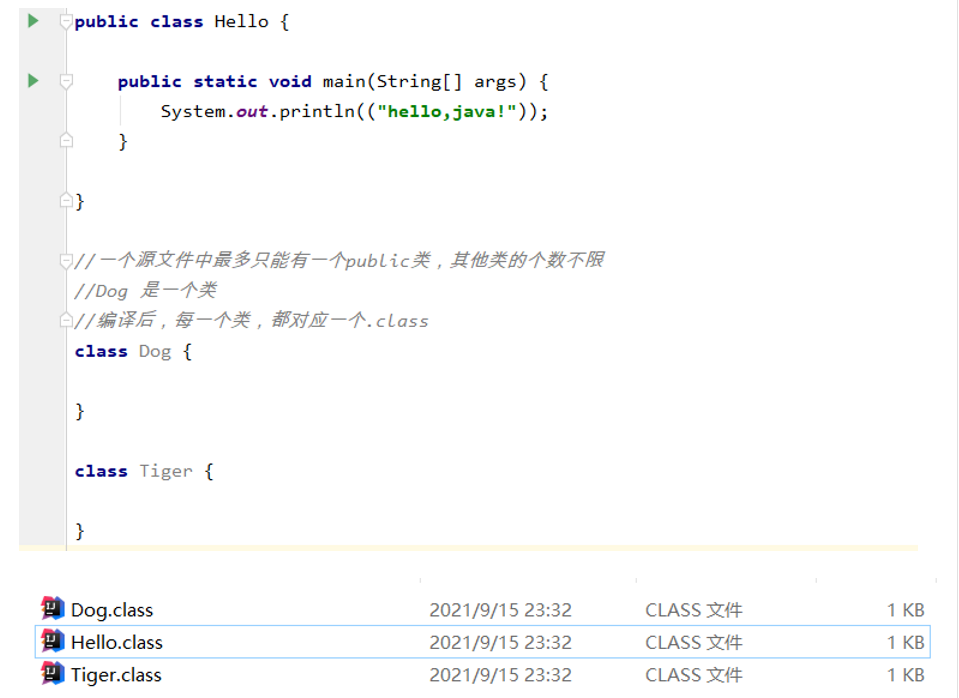 public class Hello {
public static void main(String[] args) {
System.out.println(("hello,java!"));
}
}
//一个源文件中最多只能有一个public类，其他类的个数不限
//Dog 是一个类
//编译后，每一个类，都对应一个.class
class Dog {
}
class Tiger {
}
Dog.class 2021/9/15 23:32 CLASS 文件 1 KB
Hello.class 2021/9/15 23:32 CLASS 文件 1 KB
Tiger.class 2021/9/15 23:32 CLASS 文件 1 KB